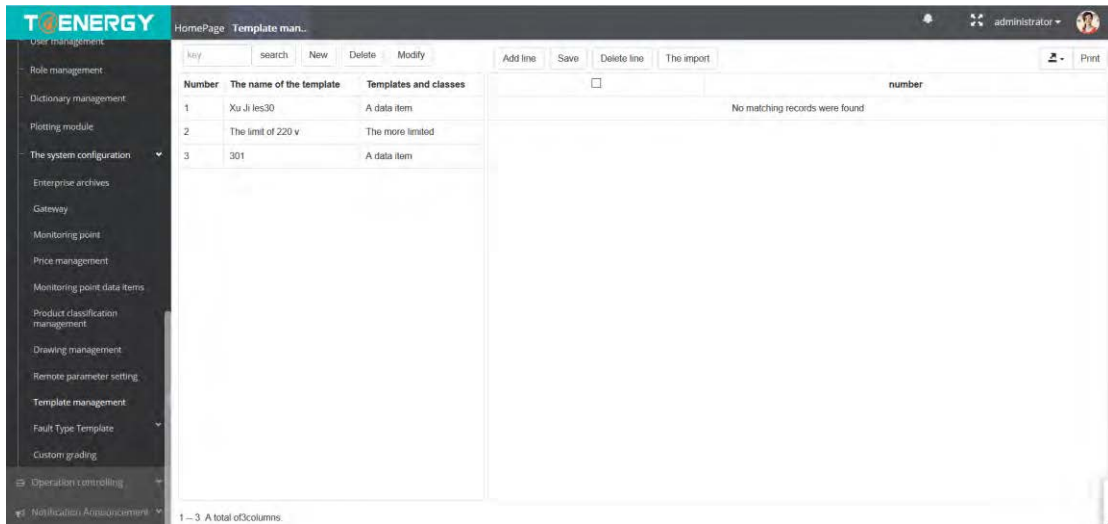 TOENERGY
HomePage Template man..
administrator
User management
Role management
Dictionary management
Plotting module
The system configuration
Enterprise archives
Gateway
Monitoring point
Price management
Monitoring point data items
Product classification
management
Drawing management
Remote parameter setting
Template management
Fault Type Template
Custom grading
Operation controlling
Notification Announcement
key search New Delete Modify
Number The name of the template Templates and classes
1 Xu Ji les30 A data item
2 The limit of 220 v The more limited
3 301 A data item
1 – 3 A total of3columns.
Add line Save Delete line The import Print
number
No matching records were found